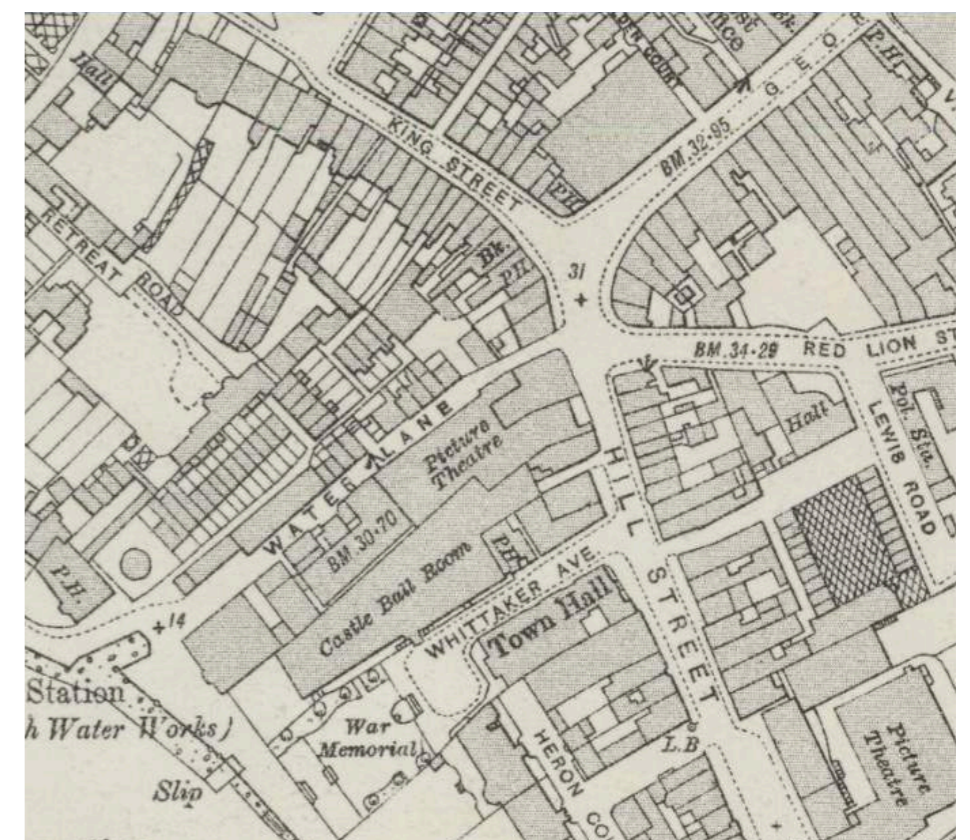 Hall
P.H.
BM.32·95
KING STREET
P.H.
RETREAT ROAD
Bk.
P.H.
31
BM.34·29
RED LION ST
Hall
Pol. Sta.
LEWIS ROAD
WATER LANE
Picture
Theatre
HILL STREET
BM.30·70
P.H.
Castle Ball Room
P.H.
WHITTAKER AVE
Town Hall
14
Station
h Water Works)
War
Memorial
L.B
HERON CO
Slip
Picture
Theatre